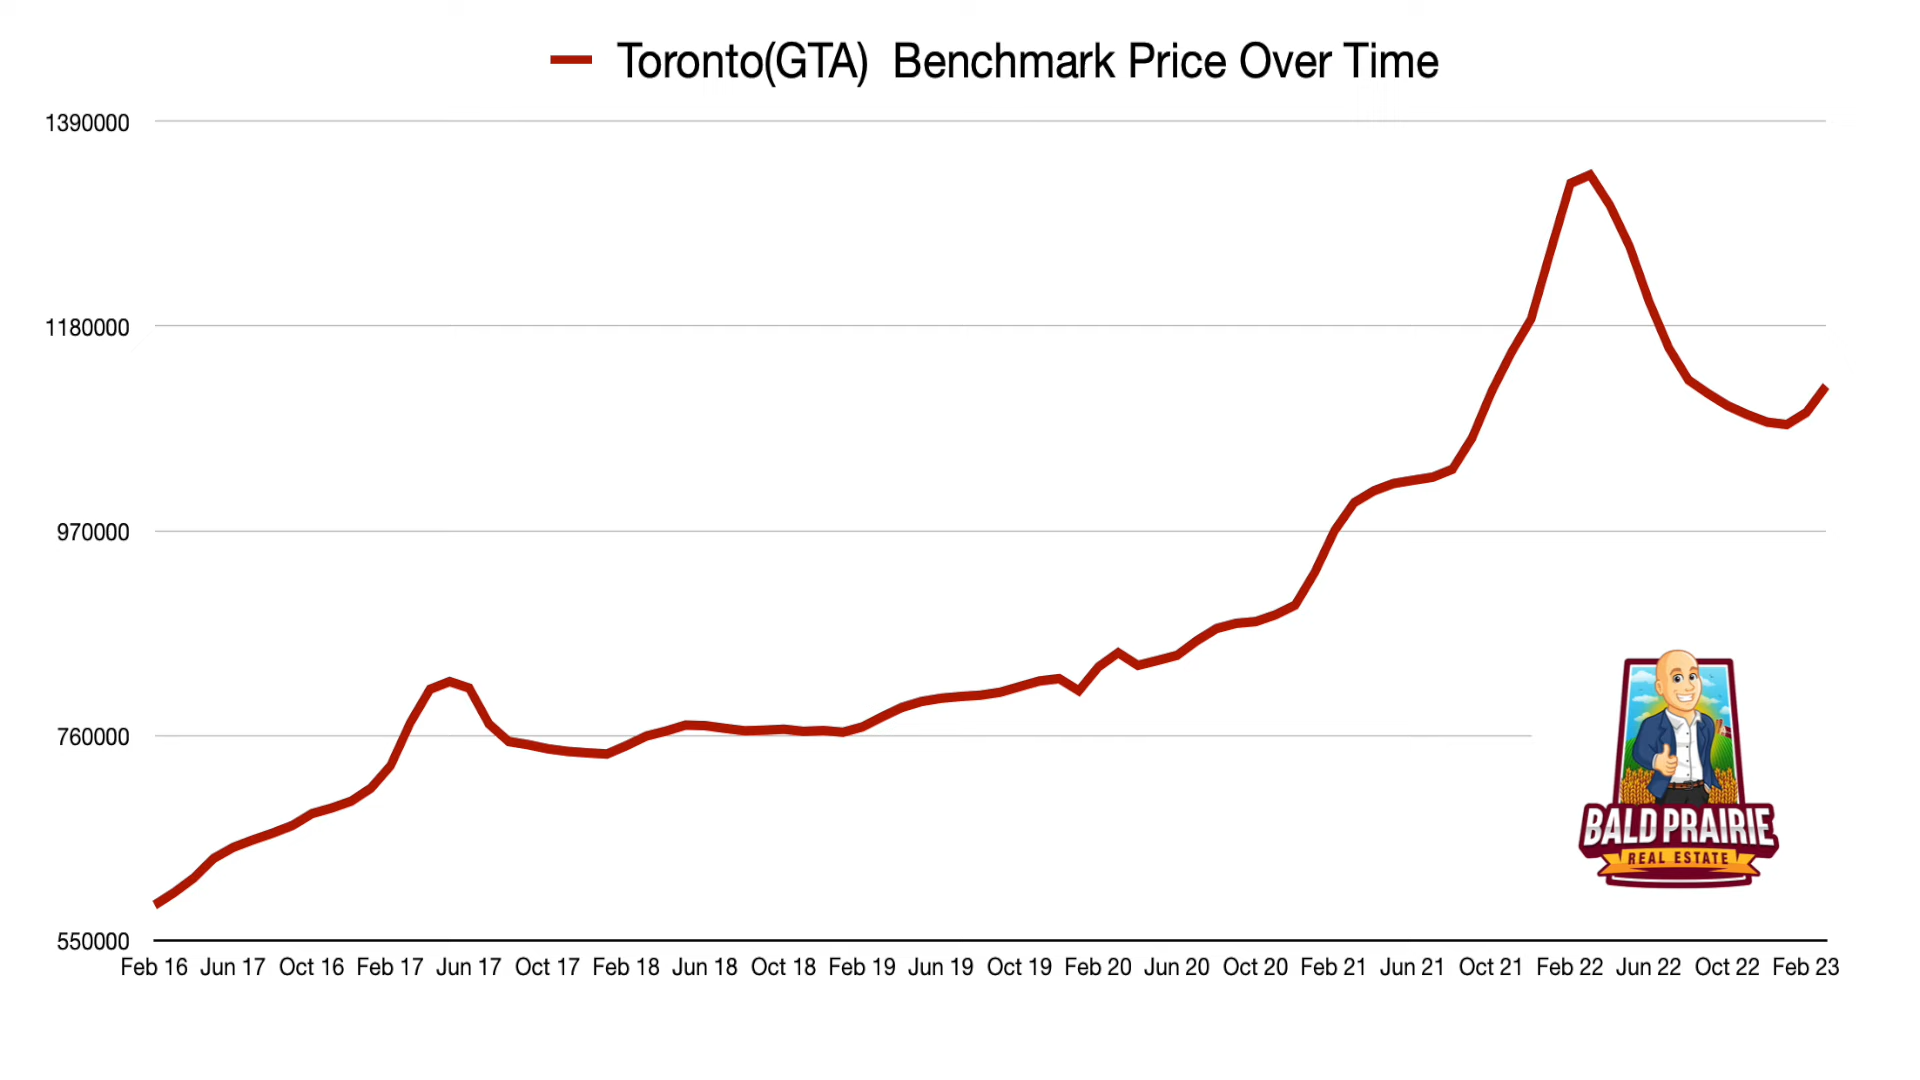 Toronto(GTA)  Benchmark Price Over Time
1390000
1180000
970000
760000
550000
Feb 16 Jun 17 Oct 16 Feb 17 Jun 17 Oct 17 Feb 18 Jun 18 Oct 18 Feb 19 Jun 19 Oct 19 Feb 20 Jun 20 Oct 20 Feb 21 Jun 21 Oct 21 Feb 22 Jun 22 Oct 22 Feb 23
BALD PRAIRIE
REAL ESTATE